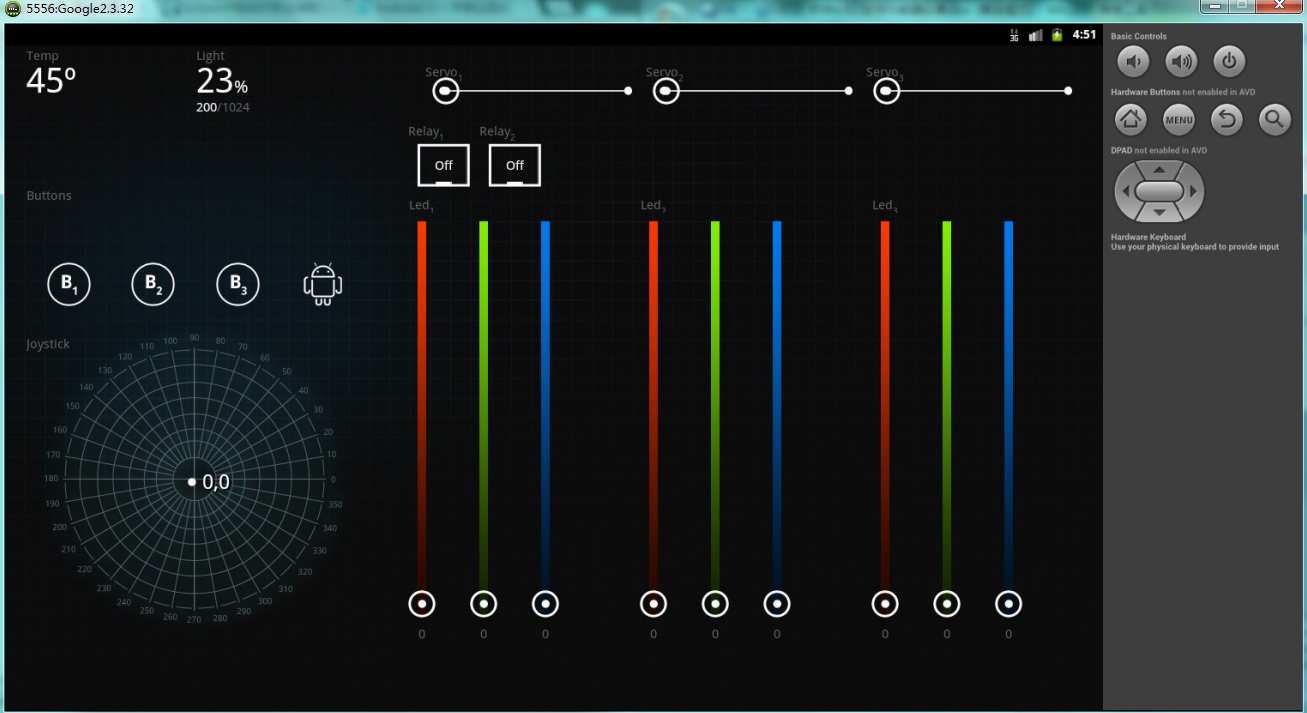 5556:Google2.3.32
3G 4:51
Temp
45º
Light
23%
200/1024
Servo1
Servo2
Servo3
Relay1
Off
Relay2
Off
Buttons
B1
B2
B3
Led1
Led2
Led3
0
0
0
0
0
0
0
0
0
Joystick
90
80
70
60
50
40
30
20
10
0
350
340
330
320
310
300
290
280
270
260
250
240
230
220
210
200
190
180
170
160
150
140
130
120
110
100
0,0
Basic Controls
Hardware Buttons not enabled in AVD
MENU
DPAD not enabled in AVD
Hardware Keyboard
Use your physical keyboard to provide input